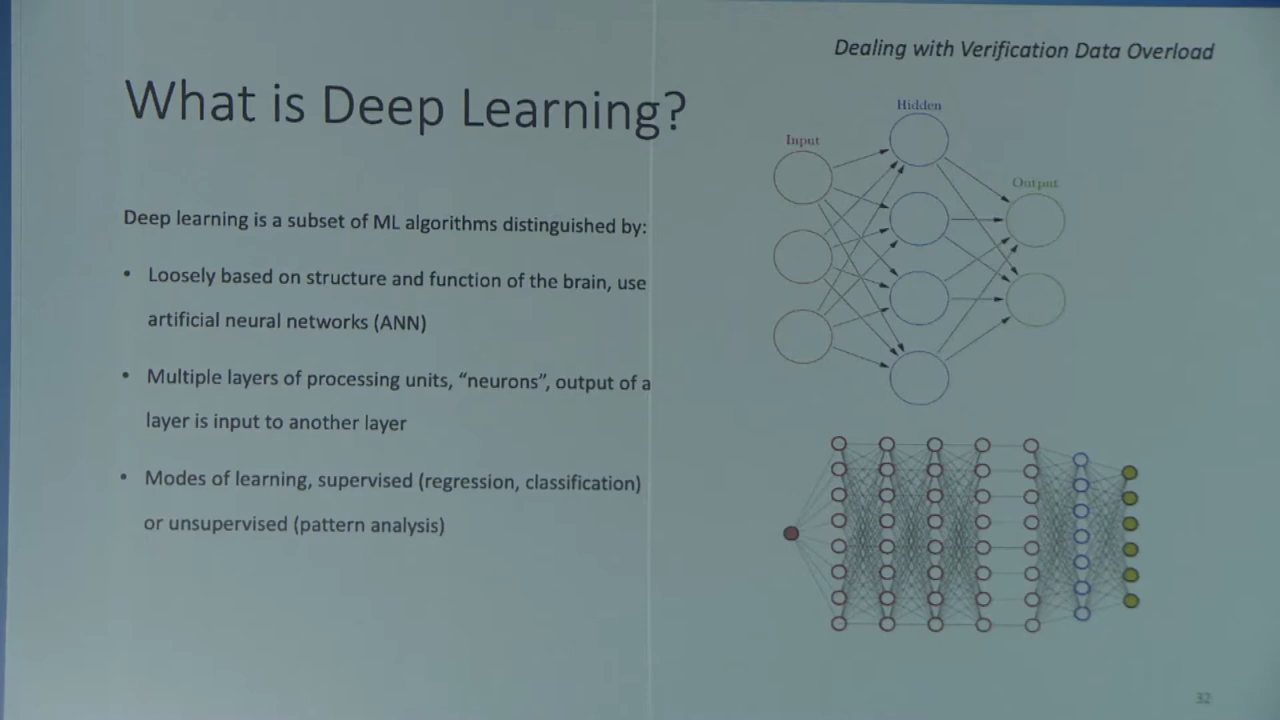 Dealing with Verification Data Overload
What is Deep Learning?
Deep learning is a subset of ML algorithms distinguished by:
• Loosely based on structure and function of the brain, use
artificial neural networks (ANN)
• Multiple layers of processing units, “neurons”, output of a
layer is input to another layer
• Modes of learning, supervised (regression, classification)
or unsupervised (pattern analysis)
Hidden
Input
Output
32